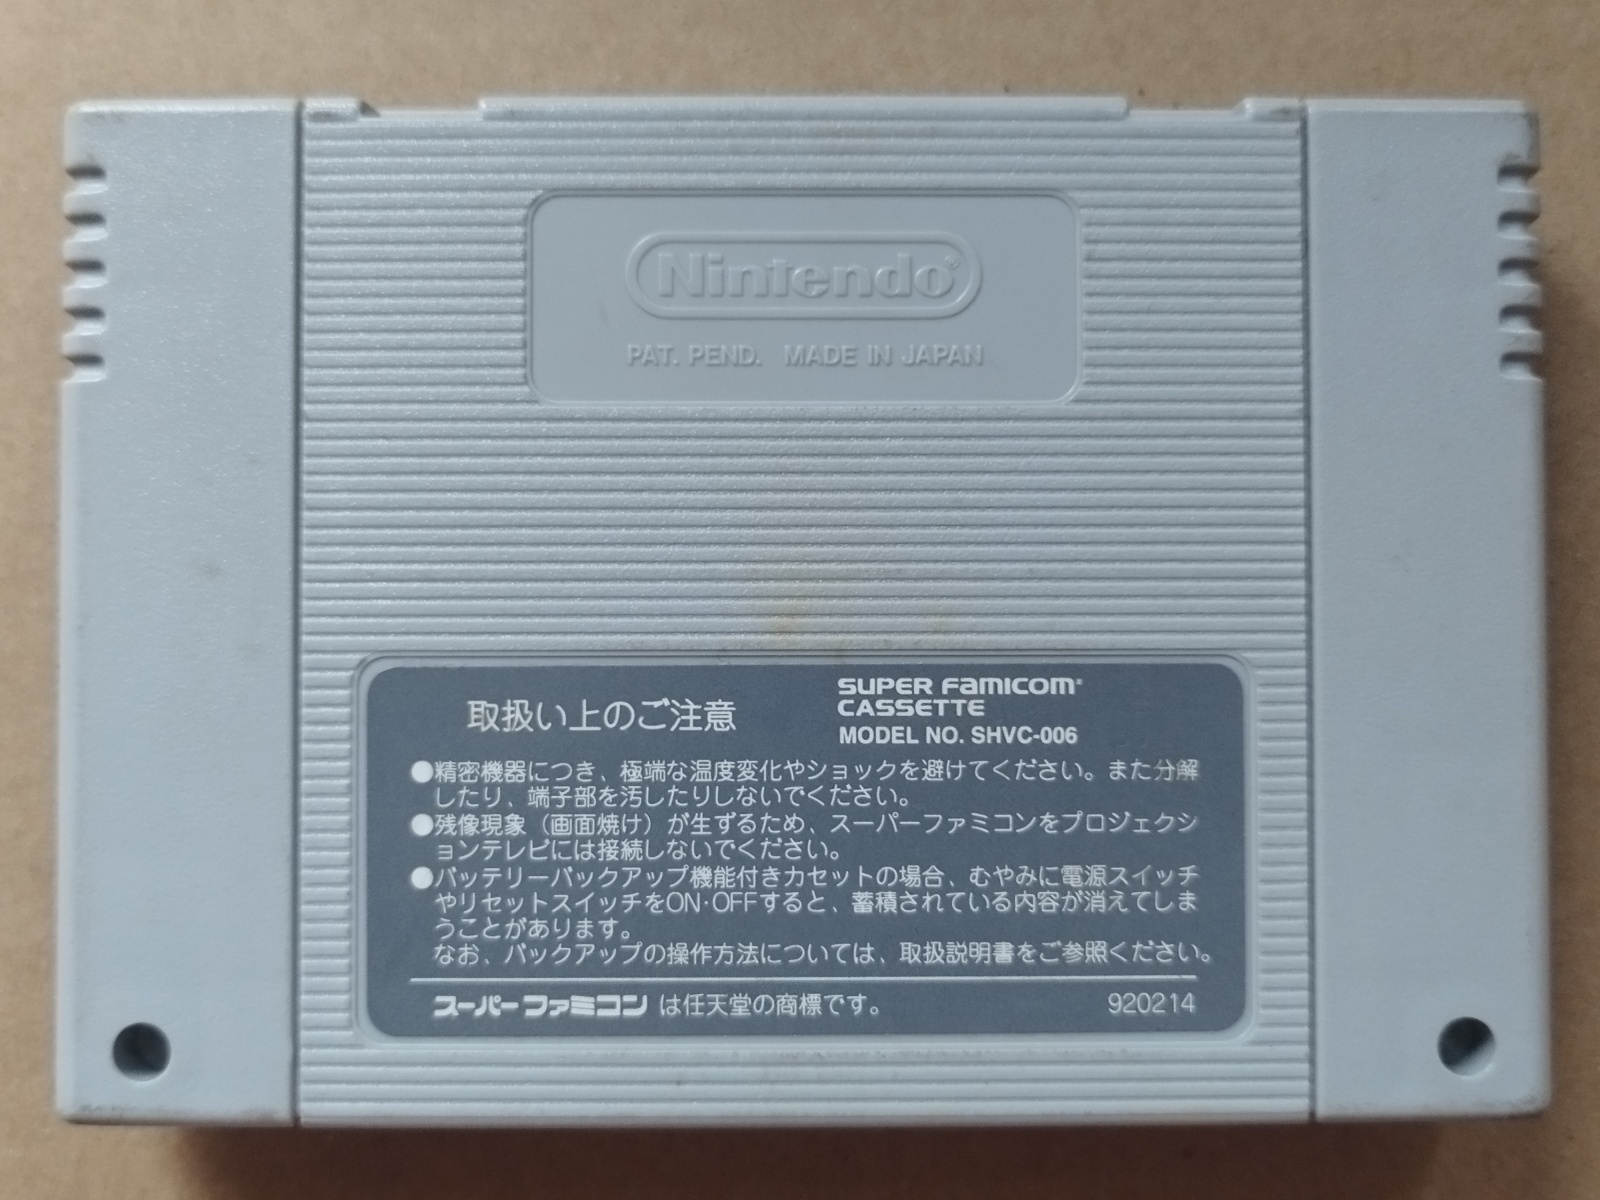 Nintendo®
PAT. PEND. MADE IN JAPAN
取扱い上のご注意
SUPER FAMICOM®
CASSETTE
MODEL NO. SHVC-006
●精密機器につき、極端な温度変化やショックを避けてください。また分解
したり、端子部を汚したりしないでください。
●残像現象（画面焼け）が生ずるため、スーパーファミコンをプロジェクシ
ョンテレビには接続しないでください。
●バッテリーバックアップ機能付きカセットの場合、むやみに電源スイッチ
やリセットスイッチをON・OFFすると、蓄積されている内容が消えてしま
うことがあります。
なお、バックアップの操作方法については、取扱説明書をご参照ください。
スーパーファミコン は任天堂の商標です。 920214